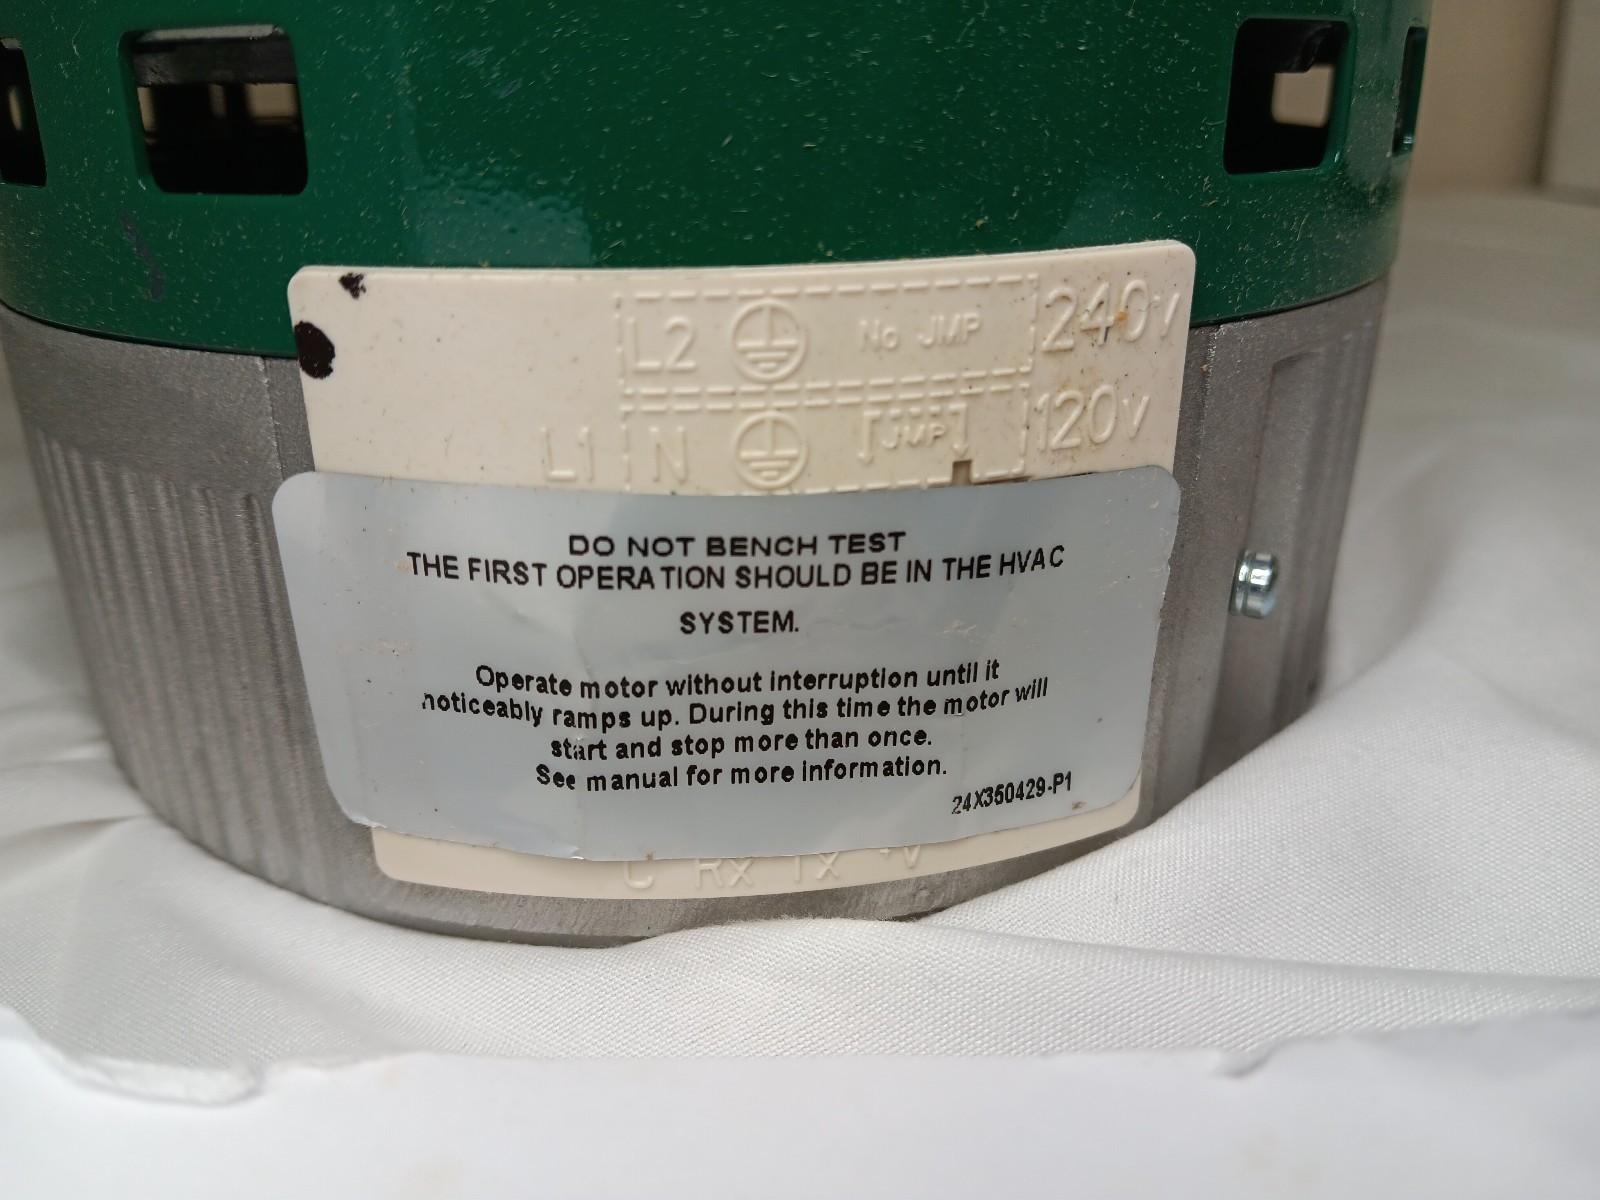 L2 No JMP 240v
L1 N JMP 120v
DO NOT BENCH TEST
THE FIRST OPERATION SHOULD BE IN THE HVAC
SYSTEM.
Operate motor without interruption until it
noticeably ramps up. During this time the motor will
start and stop more than once.
See manual for more information.
24X350429-P1
C Rx Tx +V